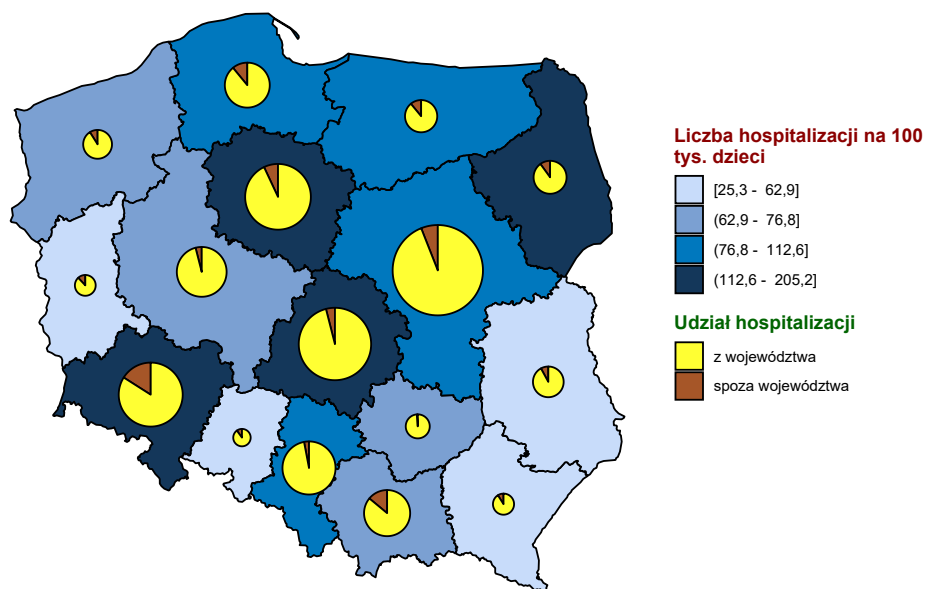 Liczba hospitalizacji na 100
tys. dzieci
[25,3 - 62,9]
(62,9 - 76,8]
(76,8 - 112,6]
(112,6 - 205,2]
Udział hospitalizacji
z województwa
spoza województwa